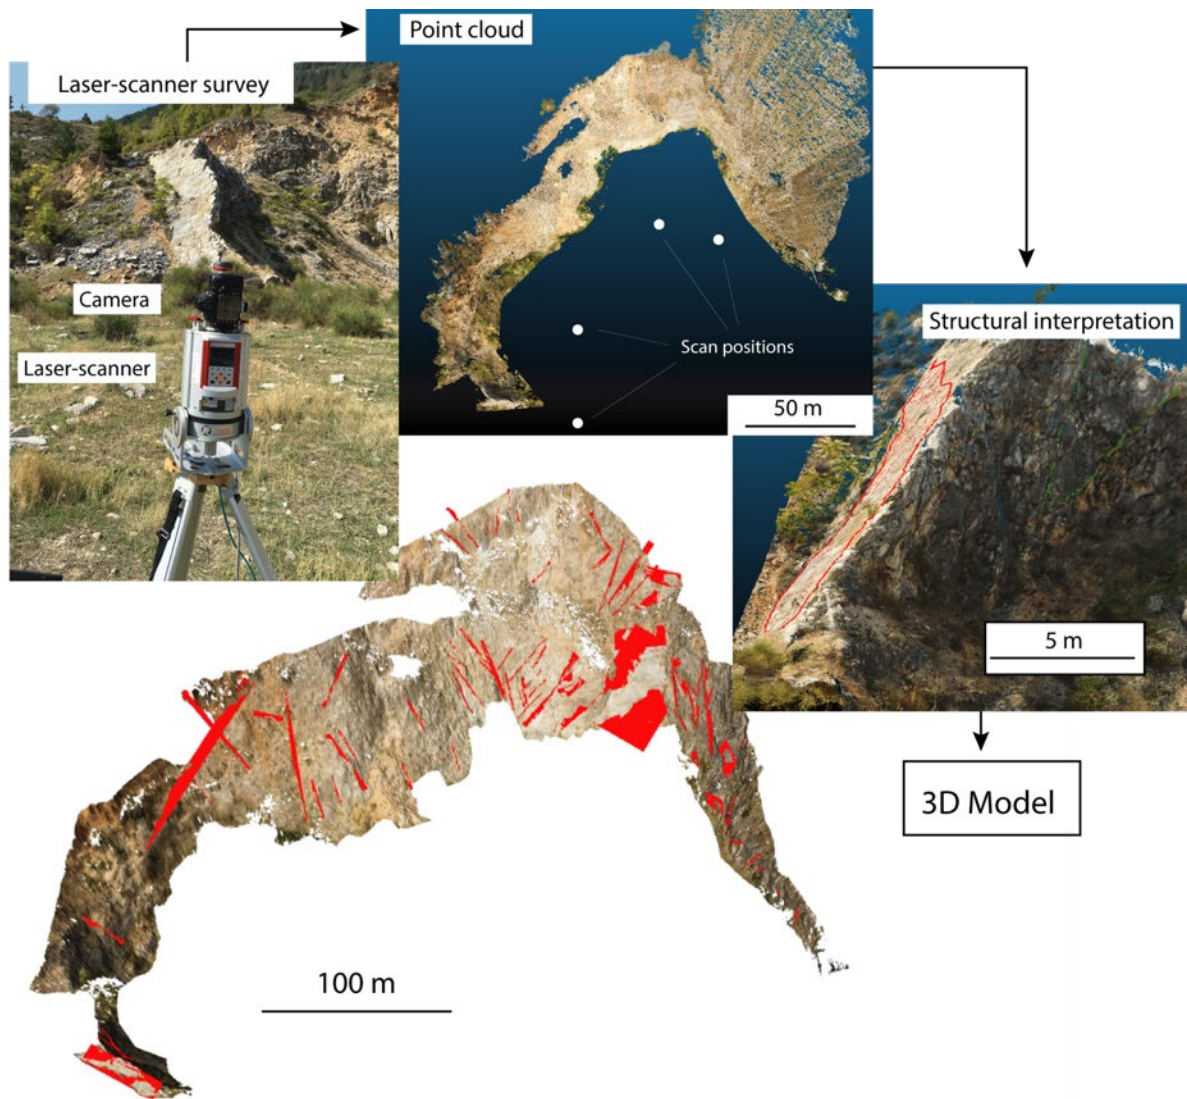 Point cloud
Laser-scanner survey
Camera
Laser-scanner
Scan positions
50 m
Structural interpretation
5 m
3D Model
100 m